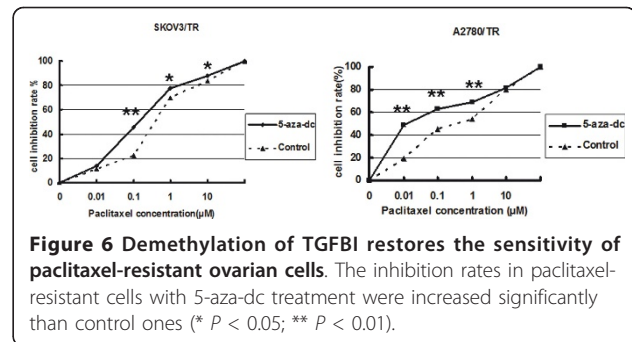 SKOV3/TR
cell inhibition rate %
100
80
60
40
20
0
0 0.01 0.1 1 10
Paclitaxel concentration(μM)
**
*
*
5-aza-dc
Control
A2780/TR
cell inhibition rate(%)
100
80
60
40
20
0
0 0.01 0.1 1 10
Paclitaxel concentration (μM)
**
**
**
5-aza-dc
Control
Figure 6 Demethylation of TGFBI restores the sensitivity of
paclitaxel-resistant ovarian cells. The inhibition rates in paclitaxel-
resistant cells with 5-aza-dc treatment were increased significantly
than control ones (* P < 0.05; ** P < 0.01).